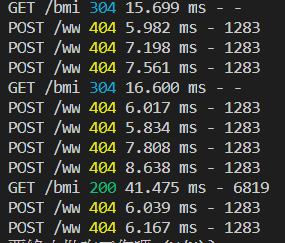 GET /bmi 304 15.699 ms - -
POST /ww 404 5.982 ms - 1283
POST /ww 404 7.198 ms - 1283
POST /ww 404 7.561 ms - 1283
GET /bmi 304 16.600 ms - -
POST /ww 404 6.017 ms - 1283
POST /ww 404 5.834 ms - 1283
POST /ww 404 7.808 ms - 1283
POST /ww 404 8.638 ms - 1283
GET /bmi 200 41.475 ms - 6819
POST /ww 404 6.039 ms - 1283
POST /ww 404 6.167 ms - 1283